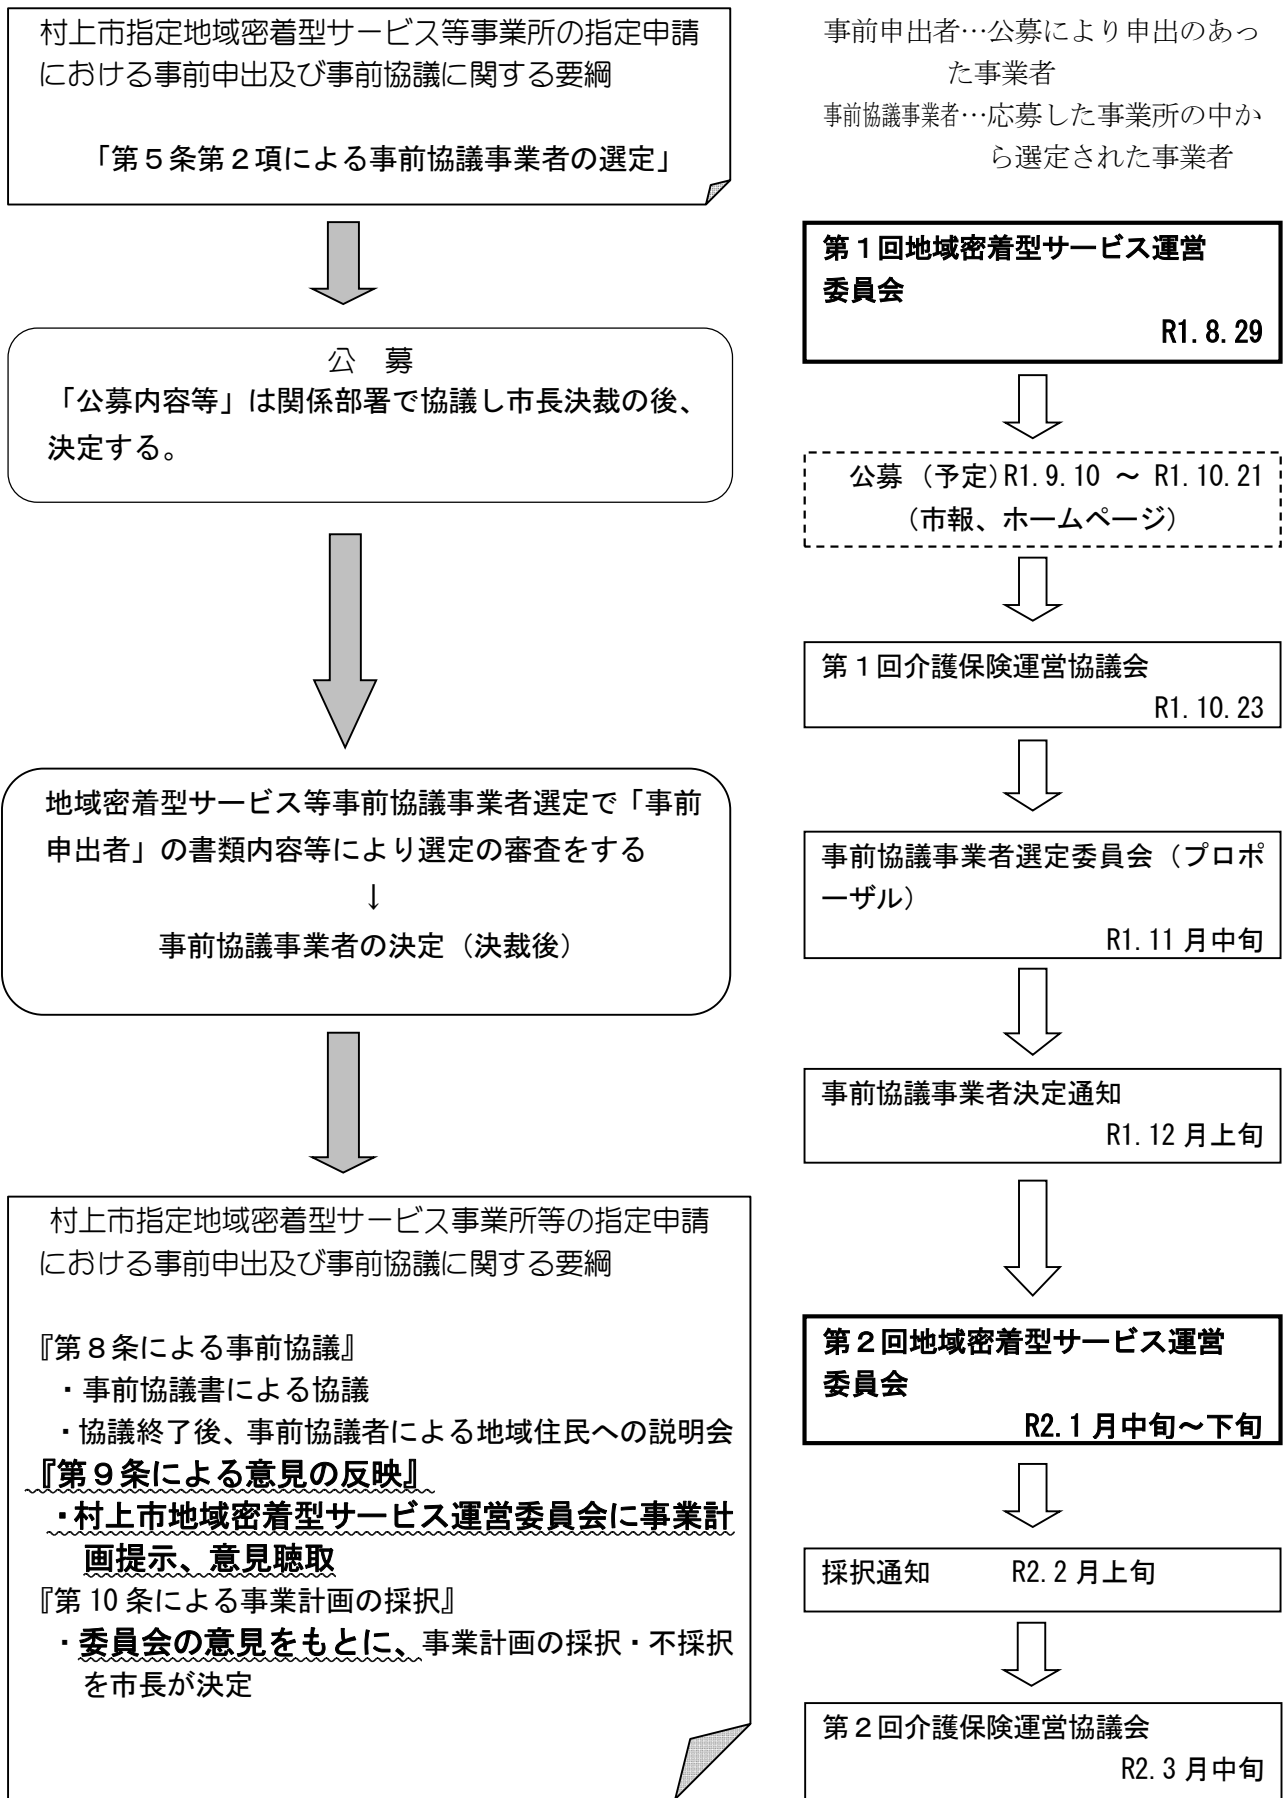 村上市指定地域密着型サービス等事業所の指定申請
における事前申出及び事前協議に関する要綱
「第５条第２項による事前協議事業者の選定」
公　募
「公募内容等」は関係部署で協議し市長決裁の後、
決定する。
地域密着型サービス等事前協議事業者選定で「事前
申出者」の書類内容等により選定の審査をする
↓
事前協議事業者の決定（決裁後）
村上市指定地域密着型サービス事業所等の指定申請
における事前申出及び事前協議に関する要綱
『第８条による事前協議』
・事前協議書による協議
・協議終了後、事前協議者による地域住民への説明会
『第９条による意見の反映』
・村上市地域密着型サービス運営委員会に事業計
画提示、意見聴取
『第 10 条による事業計画の採択』
・委員会の意見をもとに、事業計画の採択・不採択
を市長が決定
事前申出者…公募により申出のあっ
た事業者
事前協議事業者…応募した事業所の中か
ら選定された事業者
第１回地域密着型サービス運営
委員会
R1.8.29
公募（予定）R1.9.10 ～ R1.10.21
（市報、ホームページ）
第１回介護保険運営協議会
R1.10.23
事前協議事業者選定委員会（プロポ
ーザル）
R1.11 月中旬
事前協議事業者決定通知
R1.12 月上旬
第２回地域密着型サービス運営
委員会
R2.1 月中旬～下旬
採択通知　　　R2.2 月上旬
第２回介護保険運営協議会
R2.3 月中旬